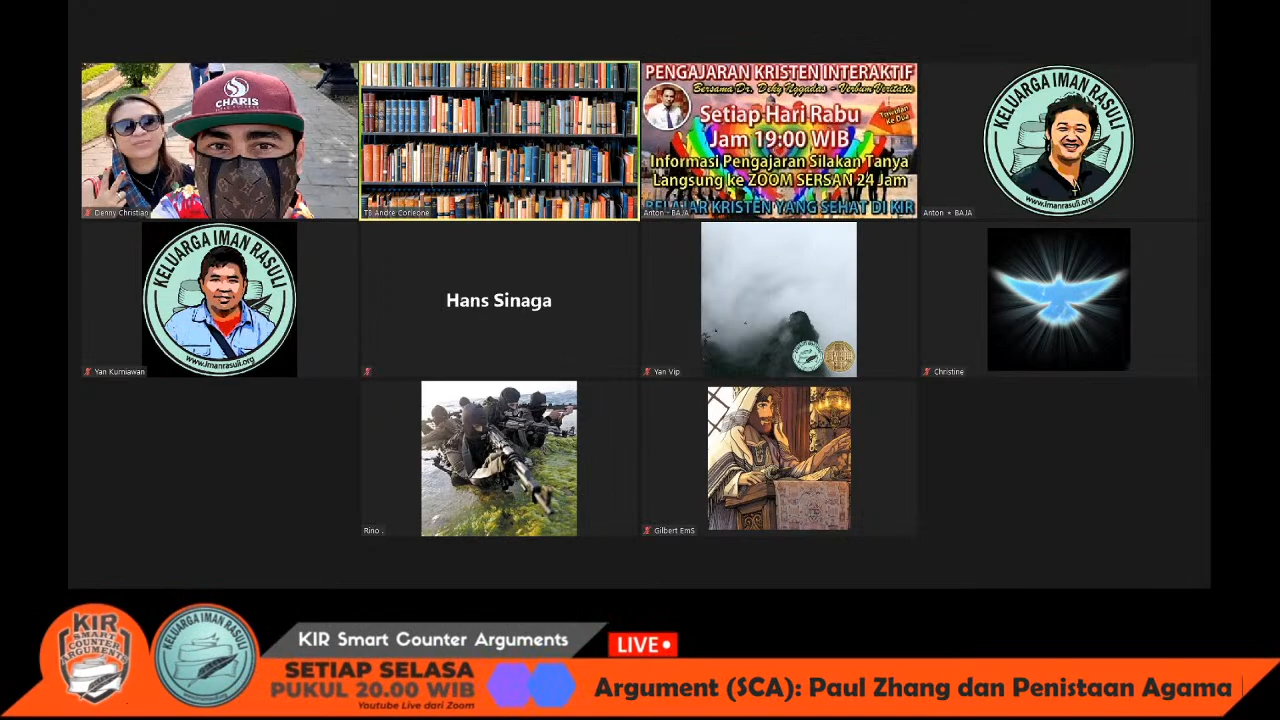 CHARIS
Denny Christian
TS Andre Corleone
PENGAJARAN KRISTEN INTERAKTIF
Bersama Dr. Deky Nggadas - Verbum Veritatis
Setiap Hari Rabu
Jam 19:00 WIB
Informasi Pengajaran Silakan Tanya
Langsung ke ZOOM SERSAN 24 Jam
BELAJAR KRISTEN YANG SEHAT DI KIR
Anton - BAJA
KELUARGA IMAN RASULI
www.imanrasuli.org
Anton + BAJA
KELUARGA IMAN RASULI
www.imanrasuli.org
Yan Kurniawan
Hans Sinaga
Yan Vip
Christine
Rino .
Gilbert EmS
KIR
SMART
COUNTER
ARGUMENTS
KELUARGA IMAN RASULI
KIR Smart Counter Arguments
LIVE
SETIAP SELASA
PUKUL 20.00 WIB
Youtube Live dari Zoom
Argument (SCA): Paul Zhang dan Penistaan Agama